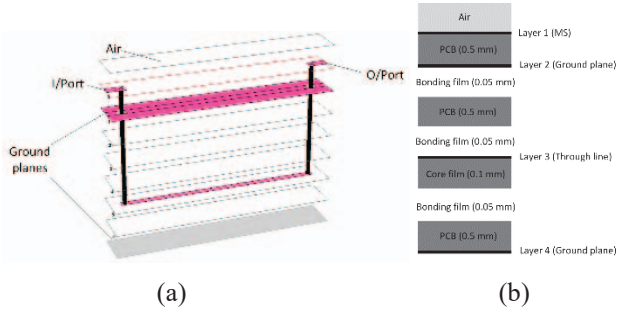 Air
I/Port
O/Port
Ground
planes
(a)
Air
Layer 1 (MS)
PCB (0.5 mm)
Layer 2 (Ground plane)
Bonding film (0.05 mm)
PCB (0.5 mm)
Bonding film (0.05 mm)
Layer 3 (Through line)
Core film (0.1 mm)
Bonding film (0.05 mm)
PCB (0.5 mm)
Layer 4 (Ground plane)
(b)